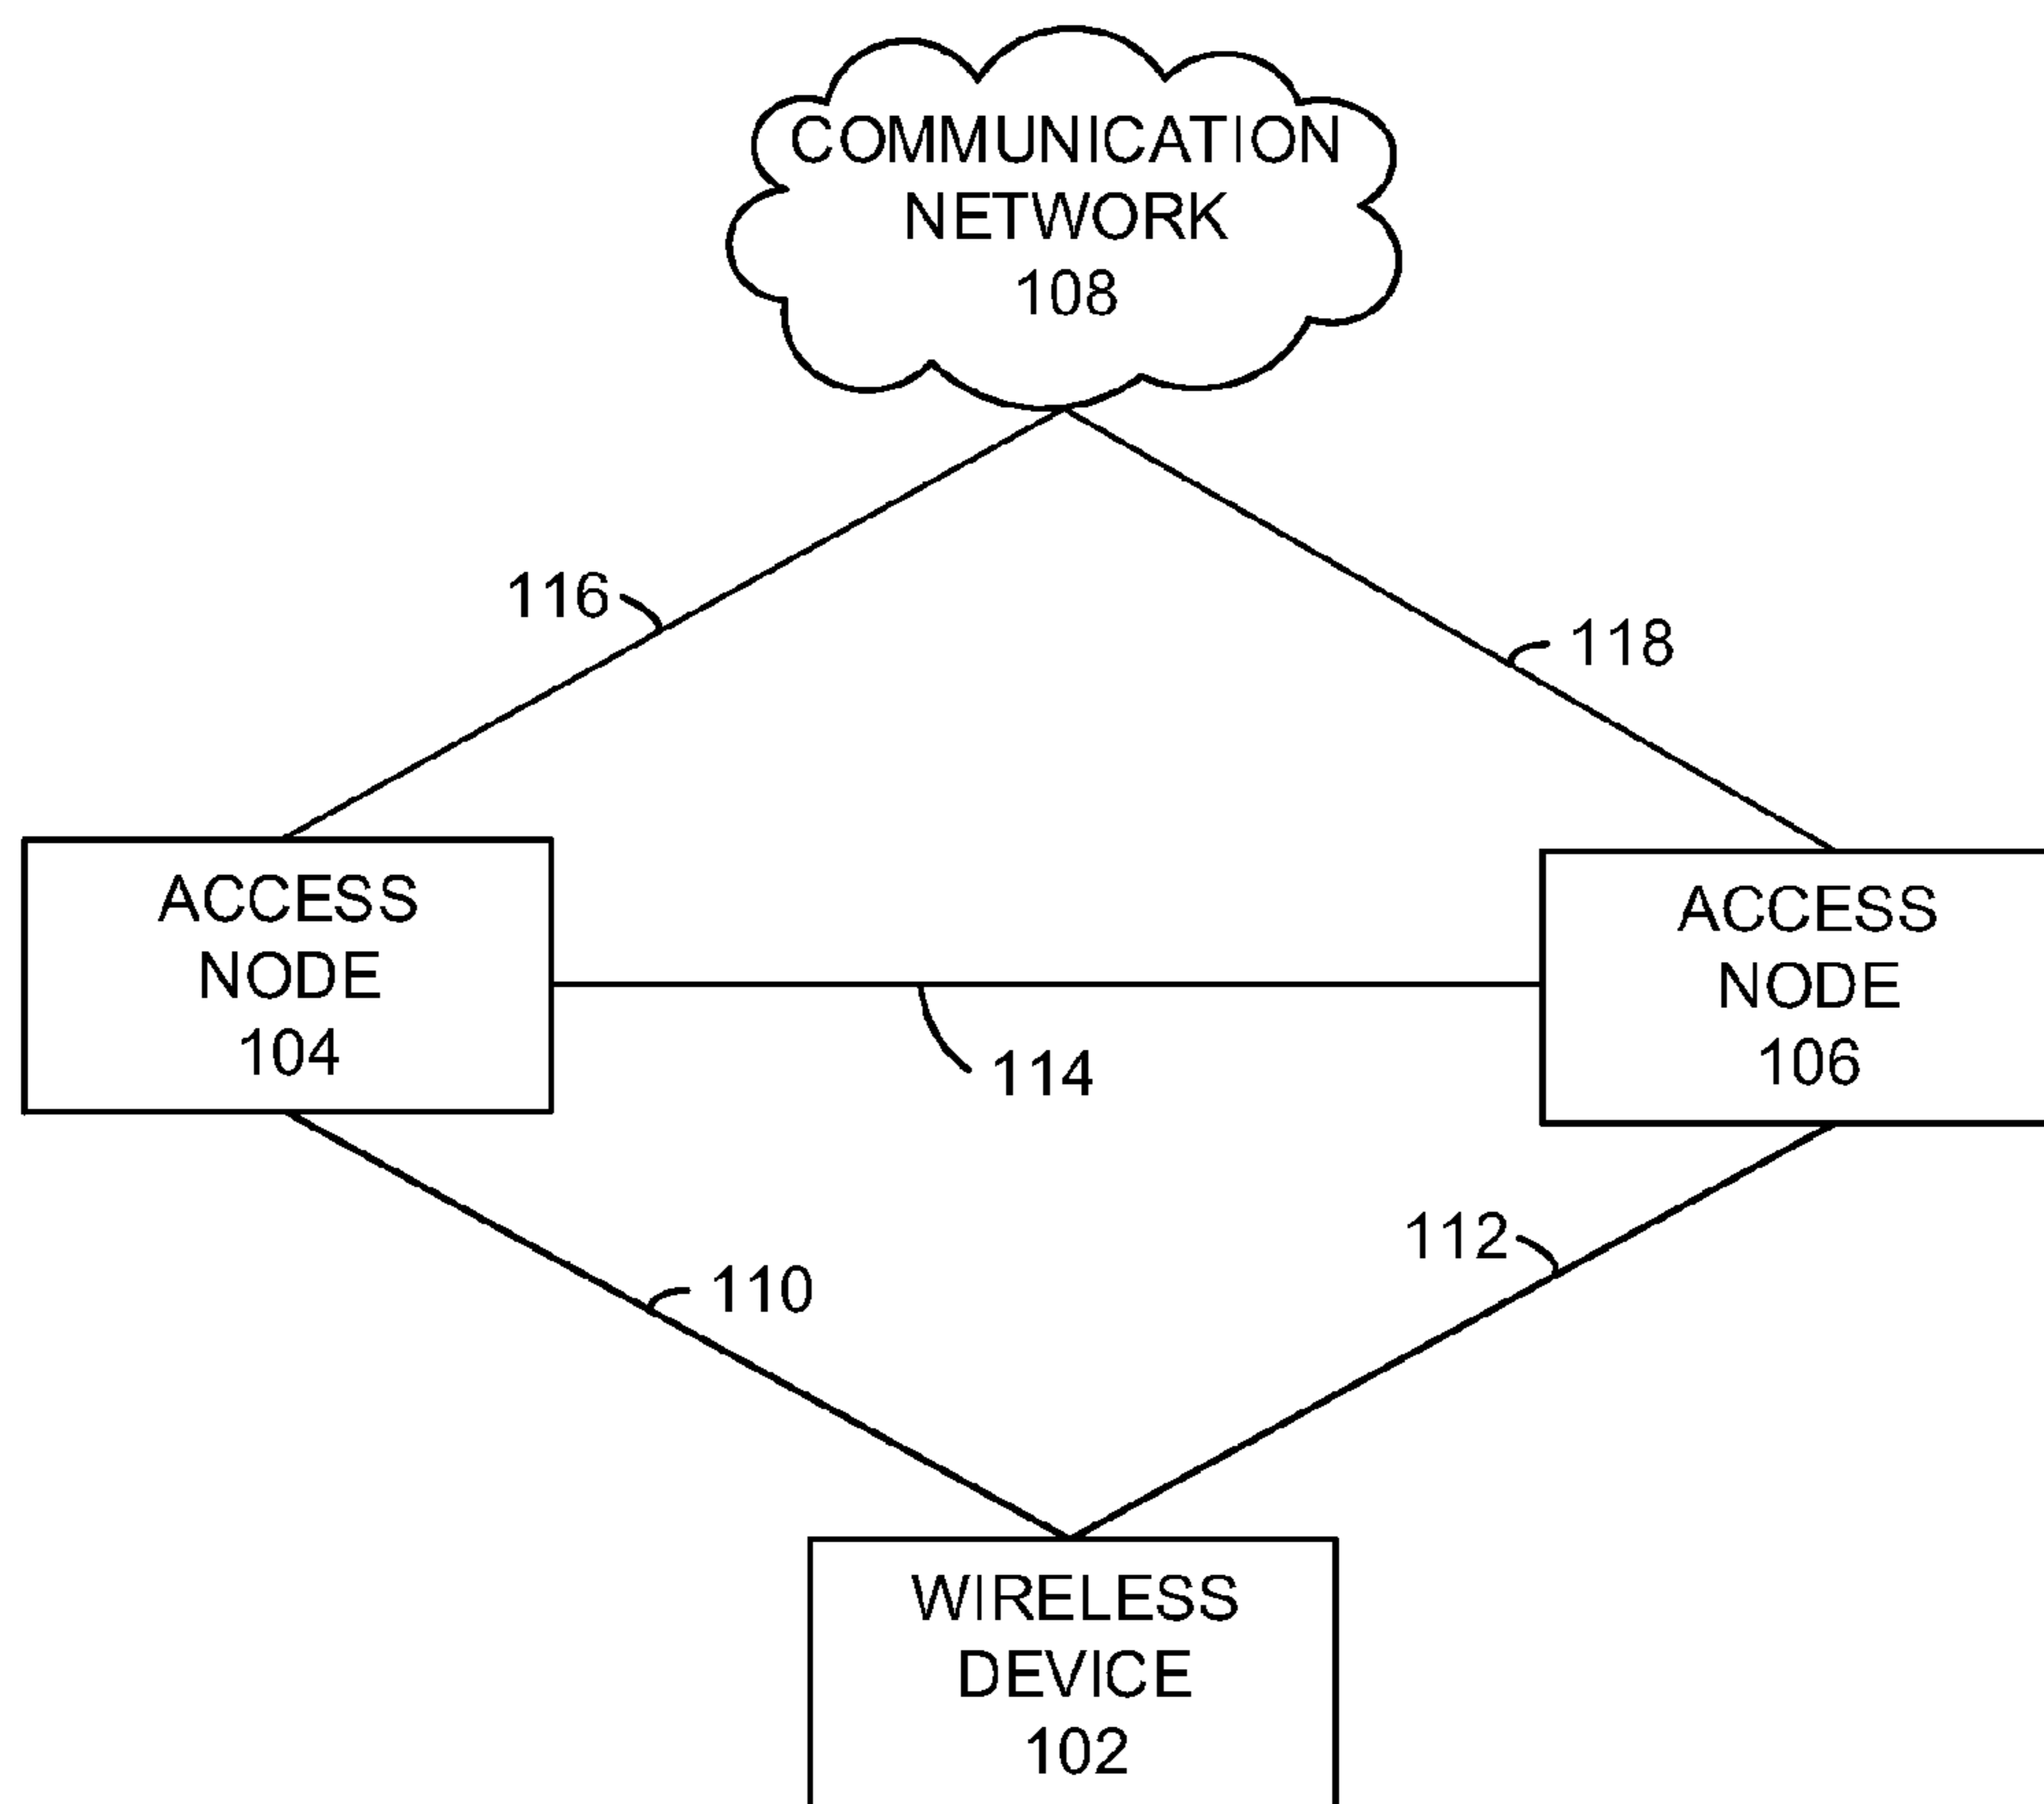 COMMUNICATION
NETWORK
108
116
118
ACCESS
NODE
104
ACCESS
NODE
106
114
112
110
WIRELESS
DEVICE
102